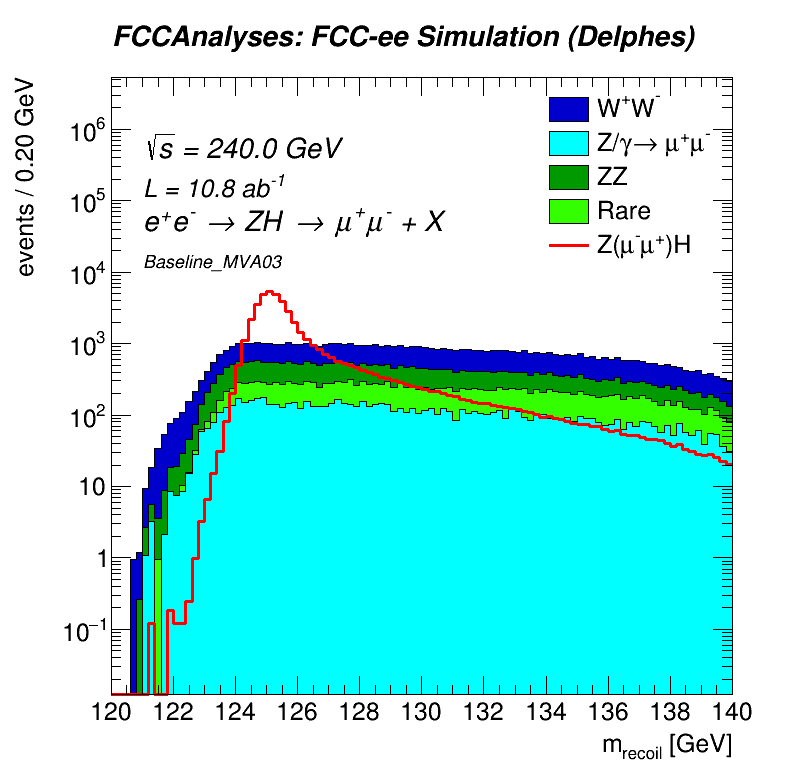 FCCAnalyses: FCC-ee Simulation (Delphes)
events / 0.20 GeV
10⁶
10⁵
10⁴
10³
10²
10
1
10⁻¹
√s = 240.0 GeV
L = 10.8 ab⁻¹
e⁺e⁻ → ZH → μ⁺μ⁻ + X
Baseline_MVA03
W⁺W⁻
Z/γ→ μ⁺μ⁻
ZZ
Rare
Z(μ⁻μ⁺)H
120 122 124 126 128 130 132 134 136 138 140
m_recoil [GeV]